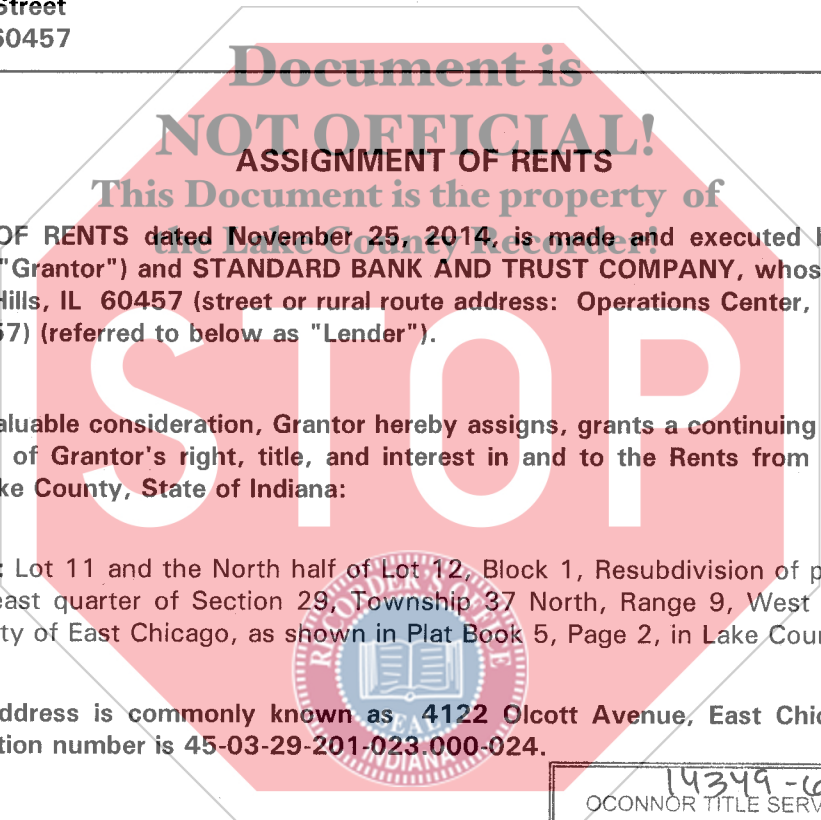 Street
60457
Document is
NOT OFFICIAL!
ASSIGNMENT OF RENTS
This Document is the property of
the Lake County Recorder!
OF RENTS dated November 25, 2014, is made and executed b
"Grantor") and STANDARD BANK AND TRUST COMPANY, whos
Hills, IL 60457 (street or rural route address: Operations Center,
57) (referred to below as "Lender").
STOP
aluable consideration, Grantor hereby assigns, grants a continuing
of Grantor's right, title, and interest in and to the Rents from
ke County, State of Indiana:
: Lot 11 and the North half of Lot 12, Block 1, Resubdivision of p
east quarter of Section 29, Township 37 North, Range 9, West
ty of East Chicago, as shown in Plat Book 5, Page 2, in Lake Cour
RECORDER'S OFFICE
SEAL
INDIANA
ddress is commonly known as 4122 Olcott Avenue, East Chic
tion number is 45-03-29-201-023.000-024.
14349-6
OCONNOR TITLE SERV